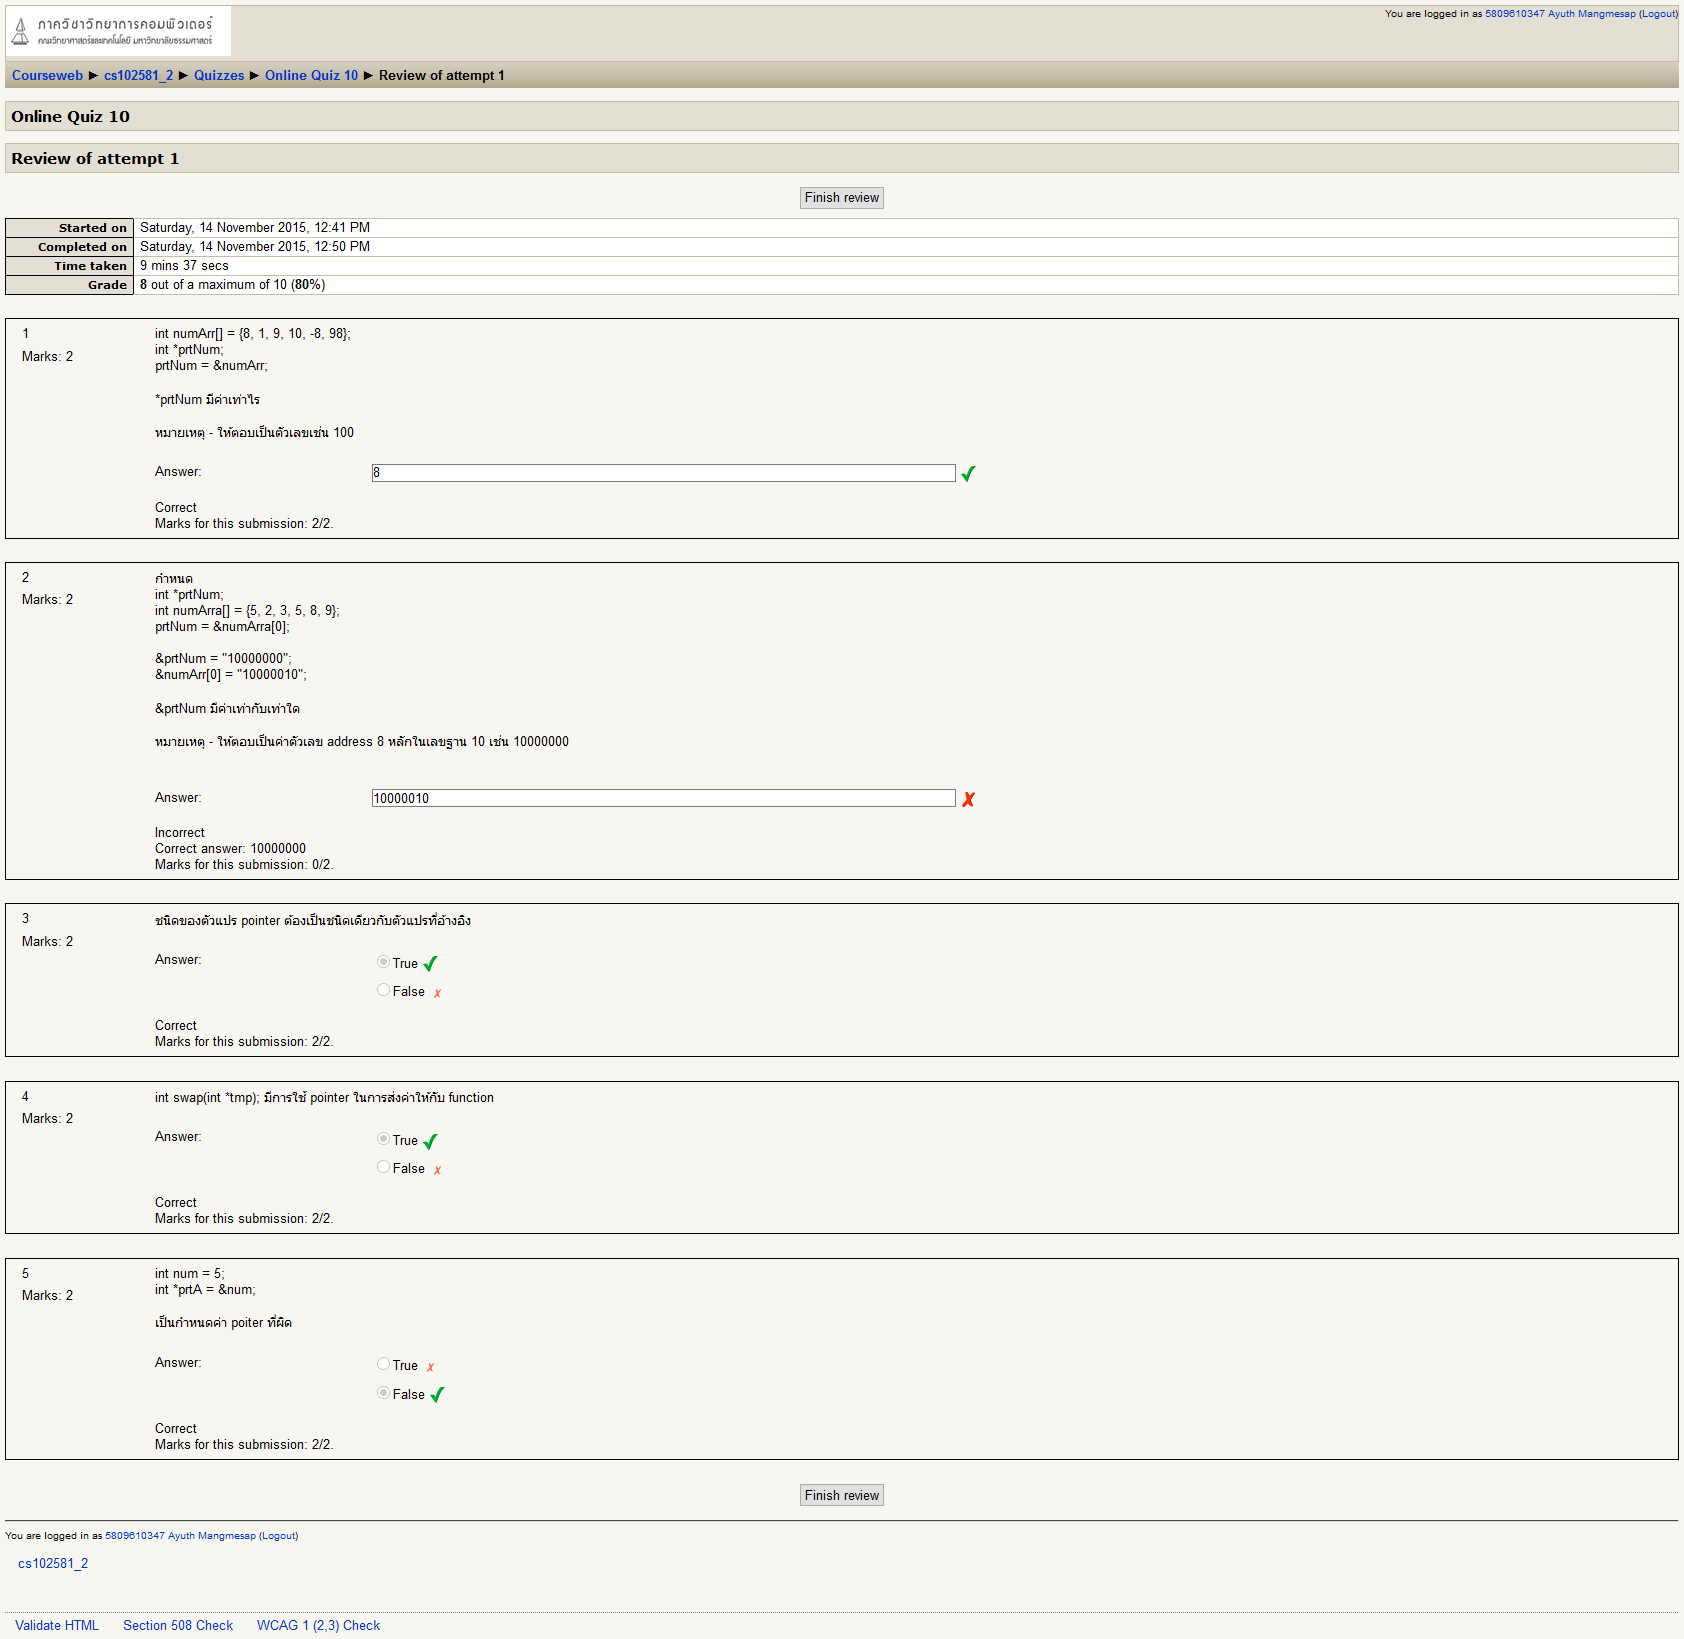 ภาควิชาวิทยาการคอมพิวเตอร์
คณะวิทยาศาสตร์และเทคโนโลยี มหาวิทยาลัยธรรมศาสตร์
You are logged in as 5809610347 Ayuth Mangmesap (Logout)
Courseweb ► cs102581_2 ► Quizzes ► Online Quiz 10 ► Review of attempt 1
Online Quiz 10
Review of attempt 1
Finish review
Started on Saturday, 14 November 2015, 12:41 PM
Completed on Saturday, 14 November 2015, 12:50 PM
Time taken 9 mins 37 secs
Grade 8 out of a maximum of 10 (80%)
1
Marks: 2
int numArr[] = {8, 1, 9, 10, -8, 98};
int *prtNum;
prtNum = &numArr;
*prtNum มีค่าเท่าไร
หมายเหตุ - ให้ตอบเป็นตัวเลขเช่น 100
Answer: 8
Correct
Marks for this submission: 2/2.
2
Marks: 2
กำหนด
int *prtNum;
int numArra[] = {5, 2, 3, 5, 8, 9};
prtNum = &numArra[0];
&prtNum = "10000000";
&numArr[0] = "10000010";
&prtNum มีค่าเท่ากับเท่าใด
หมายเหตุ - ให้ตอบเป็นค่าตัวเลข address 8 หลักในเลขฐาน 10 เช่น 10000000
Answer: 10000010
Incorrect
Correct answer: 10000000
Marks for this submission: 0/2.
3
Marks: 2
ชนิดของตัวแปร pointer ต้องเป็นชนิดเดียวกับตัวแปรที่อ้างอิง
Answer:
True
False
Correct
Marks for this submission: 2/2.
4
Marks: 2
int swap(int *tmp); มีการใช้ pointer ในการส่งค่าให้กับ function
Answer:
True
False
Correct
Marks for this submission: 2/2.
5
Marks: 2
int num = 5;
int *prtA = &num;
เป็นกำหนดค่า poiter ที่ผิด
Answer:
True
False
Correct
Marks for this submission: 2/2.
Finish review
You are logged in as 5809610347 Ayuth Mangmesap (Logout)
cs102581_2
Validate HTML Section 508 Check WCAG 1 (2,3) Check